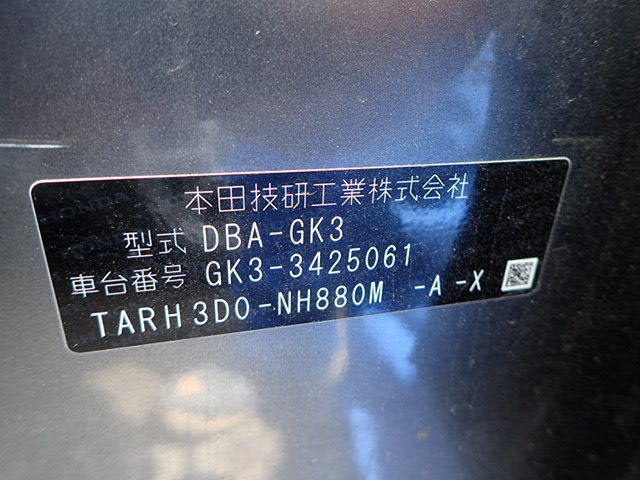 本田技研工業株式会社
型式 DBA-GK3
車台番号 GK3-3425061
TARH3D0-NH880M -A -X